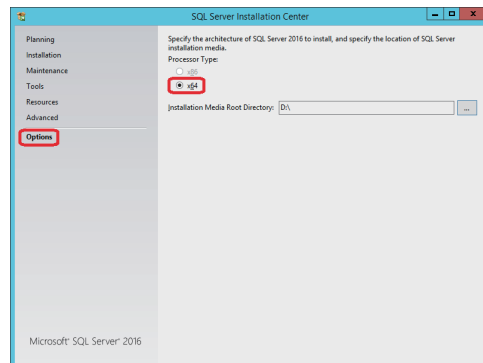 SQL Server Installation Center
Planning
Installation
Maintenance
Tools
Resources
Advanced
Options
Specify the architecture of SQL Server 2016 to install, and specify the location of SQL Server
installation media.
Processor Type:
x86
x64
Installation Media Root Directory: D:\ ...
Microsoft® SQL Server® 2016